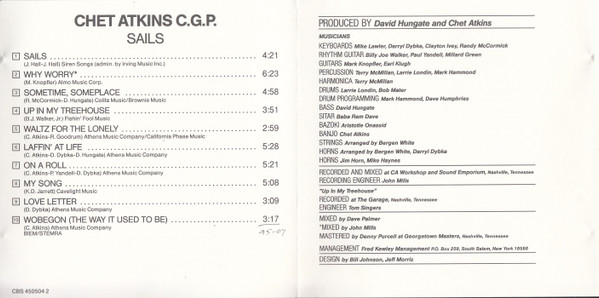 CHET ATKINS C.G.P.
SAILS
1 SAILS 4:21
(J. Hall-J. Hall) Siren Songs (admin. by Irving Music Inc.)
2 WHY WORRY* 6:23
(M. Knopfler) Almo Music Corp.
3 SOMETIME, SOMEPLACE 4:58
(R. McCormick-D. Hungate) Collta Music/Brownie Music
4 UP IN MY TREEHOUSE 3:51
(B.J. Walker, Jr.) Fishin' Fool Music
5 WALTZ FOR THE LONELY 2:59
(C. Atkins-R. Goodrum) Athena Music Company/California Phase Music
6 LAFFIN' AT LIFE 5:28
(C. Atkins-D. Dybka-D. Hungate) Athena Music Company
7 ON A ROLL 5:21
(C. Atkins-P. Yandell-D. Dybka) Athena Music Company
8 MY SONG 5:08
(K.D. Jarrett) Cavelight Music
9 LOVE LETTER 3:09
(D. Dybka) Athena Music Company
10 WOBEGON (THE WAY IT USED TO BE) 3:17
(C. Atkins) Athena Music Company
BIEM/STEMRA
45-07
CBS 450504 2
PRODUCED BY David Hungate and Chet Atkins
MUSICIANS
KEYBOARDS Mike Lawler, Darryl Dybke, Clayton Ivey, Randy McCormick
RHYTHM GUITAR Billy Joe Walker, Paul Yandell, Millard Green
GUITARS Mark Knopfler, Earl Klugh
PERCUSSION Terry McMillan, Larrie Londin, Mark Hammond
HARMONICA Terry McMillan
DRUMS Larrie Londin, Bob Mater
DRUM PROGRAMMING Mark Hammond, Dave Humphries
BASS David Hungate
SITAR Baba Ram Dave
BAZOKI Aristotle Onassid
BANJO Chet Atkins
STRINGS Arranged by Bergen White
HORNS Arranged by Bergen White, Darryl Dybka
HORNS Jim Horn, Mike Haynes
RECORDED AND MIXED at CA Workshop and Sound Emporium, Nashville, Tennessee
RECORDING ENGINEER John Mills
"Up In My Treehouse"
RECORDED at The Garage, Nashville, Tennessee
ENGINEER Tom Singers
MIXED by Dave Palmer
*MIXED by John Mills
MASTERED by Denny Purcell at Georgetown Masters, Nashville, Tennessee
MANAGEMENT Fred Kewley Management P.O. Box 208, South Salem, New York 10590
DESIGN by Bill Johnson, Jeff Morris